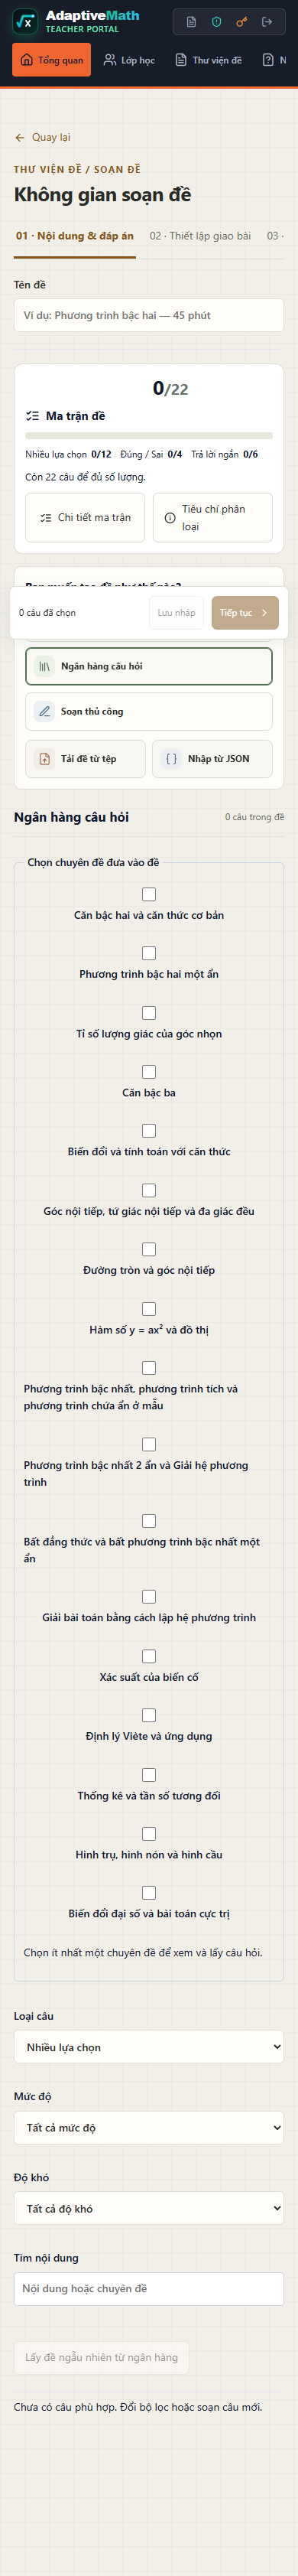 AdaptiveMath
TEACHER PORTAL
Tổng quan
Lớp học
Thư viện đề
N
Quay lại
THƯ VIỆN ĐỀ / SOẠN ĐỀ
Không gian soạn đề
01 · Nội dung & đáp án
02 · Thiết lập giao bài
03 ·
Tên đề
Ví dụ: Phương trình bậc hai — 45 phút
0/22
Ma trận đề
Nhiều lựa chọn 0/12
Đúng / Sai 0/4
Trả lời ngắn 0/6
Còn 22 câu để đủ số lượng.
Chi tiết ma trận
Tiêu chí phân
loại
0 câu đã chọn
Lưu nháp
Tiếp tục
Ngân hàng câu hỏi
Soạn thủ công
Tải đề từ tệp
Nhập từ JSON
Ngân hàng câu hỏi
0 câu trong đề
Chọn chuyên đề đưa vào đề
Căn bậc hai và căn thức cơ bản
Phương trình bậc hai một ẩn
Tỉ số lượng giác của góc nhọn
Căn bậc ba
Biến đổi và tính toán với căn thức
Góc nội tiếp, tứ giác nội tiếp và đa giác đều
Đường tròn và góc nội tiếp
Hàm số y = ax² và đồ thị
Phương trình bậc nhất, phương trình tích và
phương trình chứa ẩn ở mẫu
Phương trình bậc nhất 2 ẩn và Giải hệ phương
trình
Bất đẳng thức và bất phương trình bậc nhất một
ẩn
Giải bài toán bằng cách lập hệ phương trình
Xác suất của biến cố
Định lý Viète và ứng dụng
Thống kê và tần số tương đối
Hình trụ, hình nón và hình cầu
Biến đổi đại số và bài toán cực trị
Chọn ít nhất một chuyên đề để xem và lấy câu hỏi.
Loại câu
Nhiều lựa chọn
Mức độ
Tất cả mức độ
Độ khó
Tất cả độ khó
Tìm nội dung
Nội dung hoặc chuyên đề
Lấy đề ngẫu nhiên từ ngân hàng
Chưa có câu phù hợp. Đổi bộ lọc hoặc soạn câu mới.